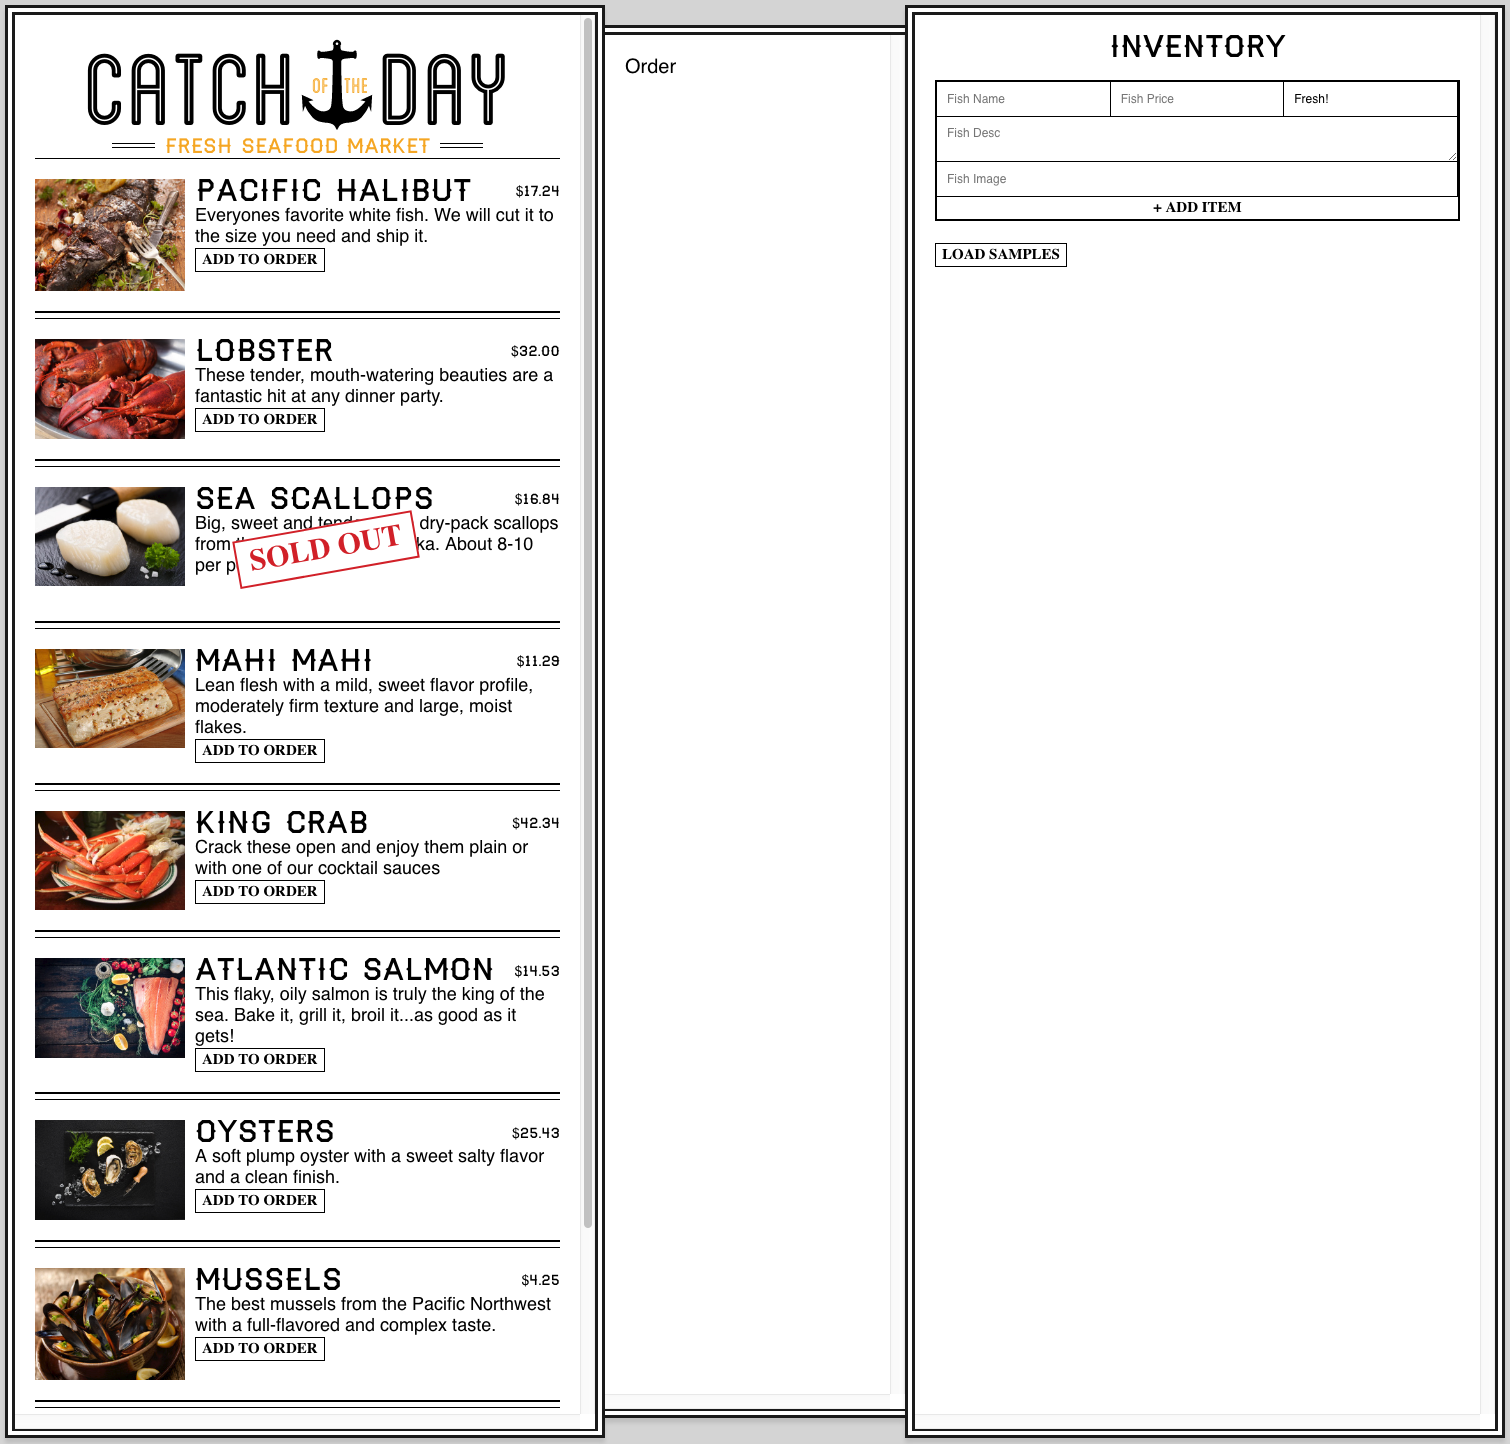 CATCH OF THE DAY
FRESH SEAFOOD MARKET
PACIFIC HALIBUT $17.24
Everyones favorite white fish. We will cut it to
the size you need and ship it.
ADD TO ORDER
LOBSTER $32.00
These tender, mouth-watering beauties are a
fantastic hit at any dinner party.
ADD TO ORDER
SEA SCALLOPS $16.84
Big, sweet and dry-pack scallops
from About 8-10
per
SOLD OUT
MAHI MAHI $11.29
Lean flesh with a mild, sweet flavor profile,
moderately firm texture and large, moist
flakes.
ADD TO ORDER
KING CRAB $42.34
Crack these open and enjoy them plain or
with one of our cocktail sauces
ADD TO ORDER
ATLANTIC SALMON $14.53
This flaky, oily salmon is truly the king of the
sea. Bake it, grill it, broil it...as good as it
gets!
ADD TO ORDER
OYSTERS $25.43
A soft plump oyster with a sweet salty flavor
and a clean finish.
ADD TO ORDER
MUSSELS $4.25
The best mussels from the Pacific Northwest
with a full-flavored and complex taste.
ADD TO ORDER
Order
INVENTORY
Fish Name Fish Price Fresh!
Fish Desc
Fish Image
+ ADD ITEM
LOAD SAMPLES